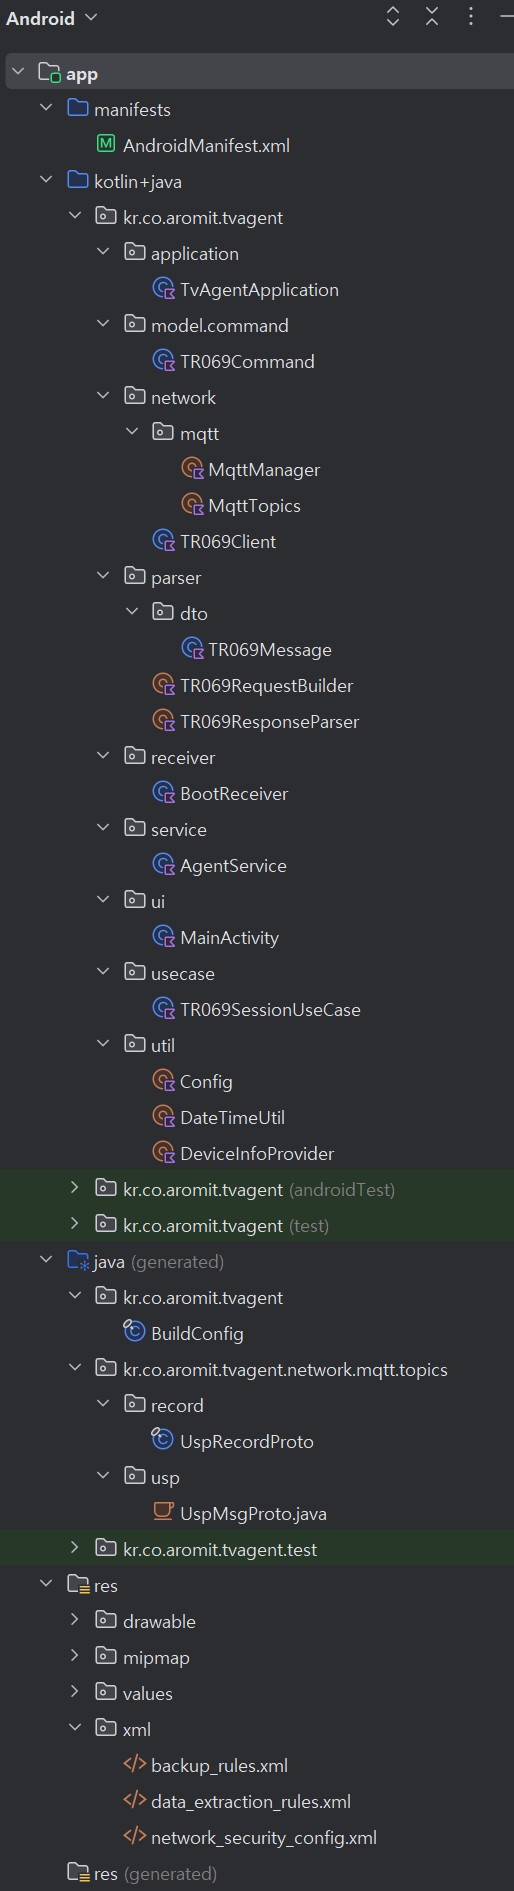 Android
app
manifests
AndroidManifest.xml
kotlin+java
kr.co.aromit.tvagent
application
TvAgentApplication
model.command
TR069Command
network
mqtt
MqttManager
MqttTopics
TR069Client
parser
dto
TR069Message
TR069RequestBuilder
TR069ResponseParser
receiver
BootReceiver
service
AgentService
ui
MainActivity
usecase
TR069SessionUseCase
util
Config
DateTimeUtil
DeviceInfoProvider
kr.co.aromit.tvagent (androidTest)
kr.co.aromit.tvagent (test)
java (generated)
kr.co.aromit.tvagent
BuildConfig
kr.co.aromit.tvagent.network.mqtt.topics
record
UspRecordProto
usp
UspMsgProto.java
kr.co.aromit.tvagent.test
res
drawable
mipmap
values
xml
backup_rules.xml
data_extraction_rules.xml
network_security_config.xml
res (generated)